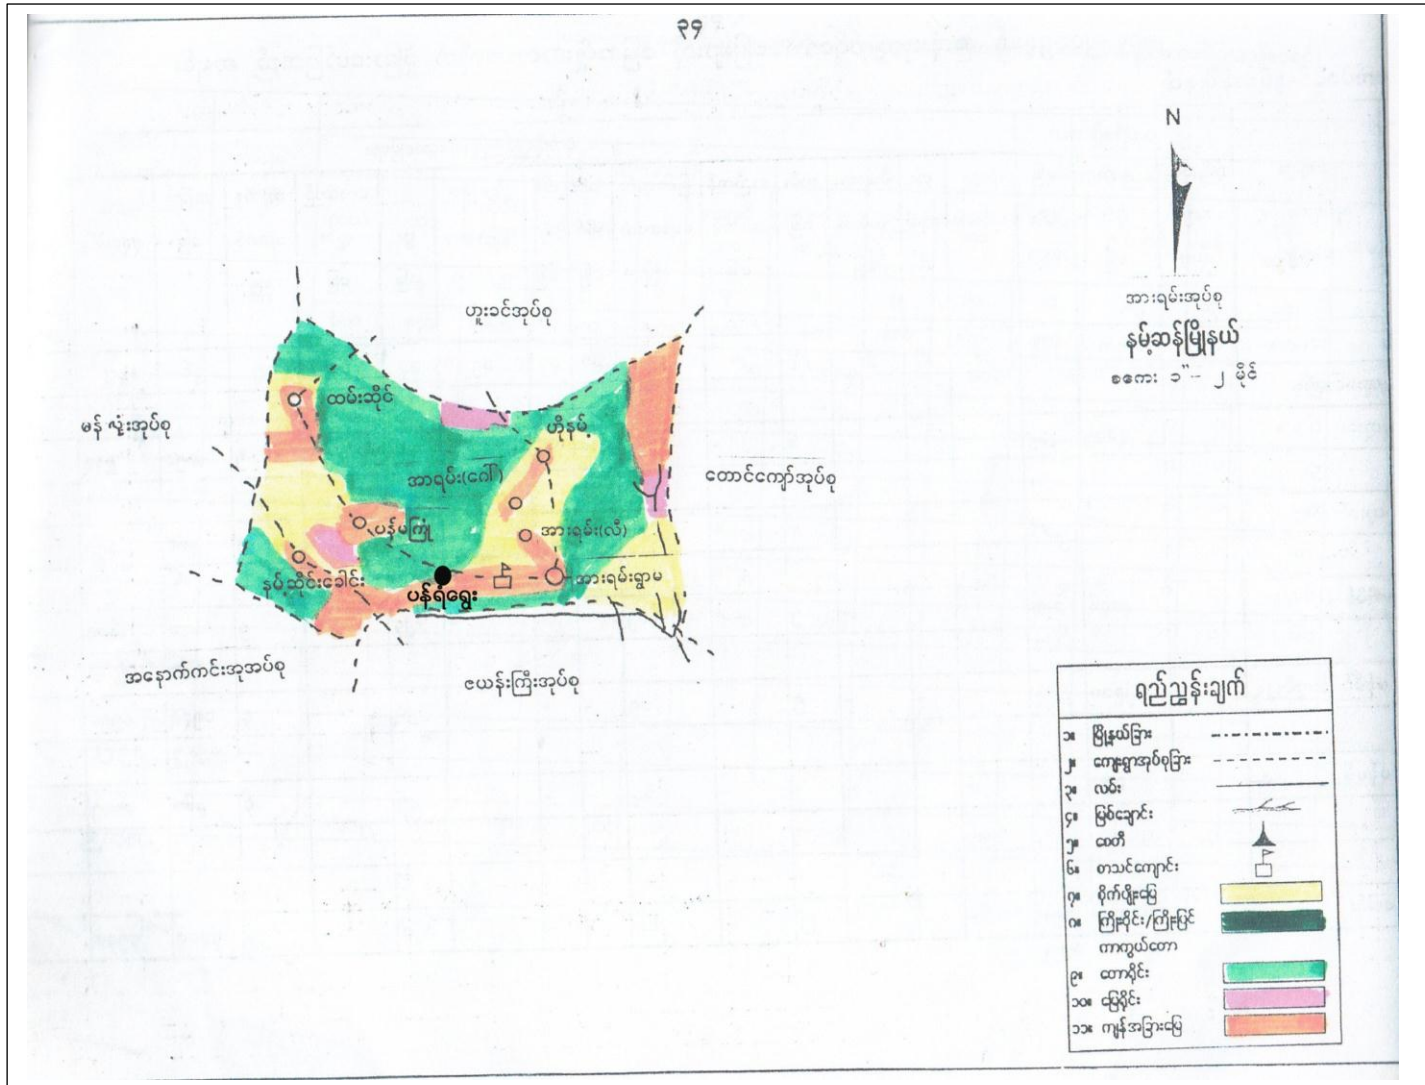 ၃၄
N
အားရမ်းအုပ်စု
နမ့်ဆန်မြို့နယ်
စကေး ၁"- ၂ မိုင်
ဟူးခင်အုပ်စု
မန်လုံးအုပ်စု
တောင်ကျော်အုပ်စု
အနောက်ကင်းအုအပ်စု
ဇယန်းကြီးအုပ်စု
ထမ်းဆိုင်
ဟိုနမ့်
အာရမ်း(ဂေါ်)
ပန်မကြုံ
အားရမ်း(လီ)
နမ့်ဆိုင်းခေါင်း
ပန်ရံရွေး
အားရမ်းရွာမ
ရည်ညွှန်းချက်
၁။ မြို့နယ်ခြား
၂။ ကျေးရွာအုပ်စုခြား
၃။ လမ်း
၄။ မြစ်ချောင်း
၅။ စေတီ
၆။ စာသင်ကျောင်း
၇။ စိုက်ပျိုးမြေ
၈။ ကြိုးဝိုင်း/ကြိုးပြင်
ကာကွယ်တော
၉။ တောရိုင်း
၁၀။ မြေရိုင်း
၁၁။ ကျန်အခြားမြေ